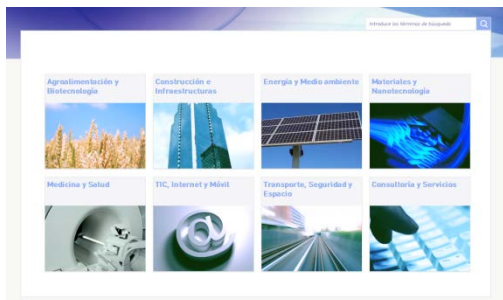 Introduce los términos de búsqueda
Agroalimentación y
Biotecnología
Construcción e
Infraestructuras
Energía y Medio ambiente
Materiales y
Nanotecnología
Medicina y Salud
TIC, Internet y Móvil
Transporte, Seguridad y
Espacio
Consultoría y Servicios
@